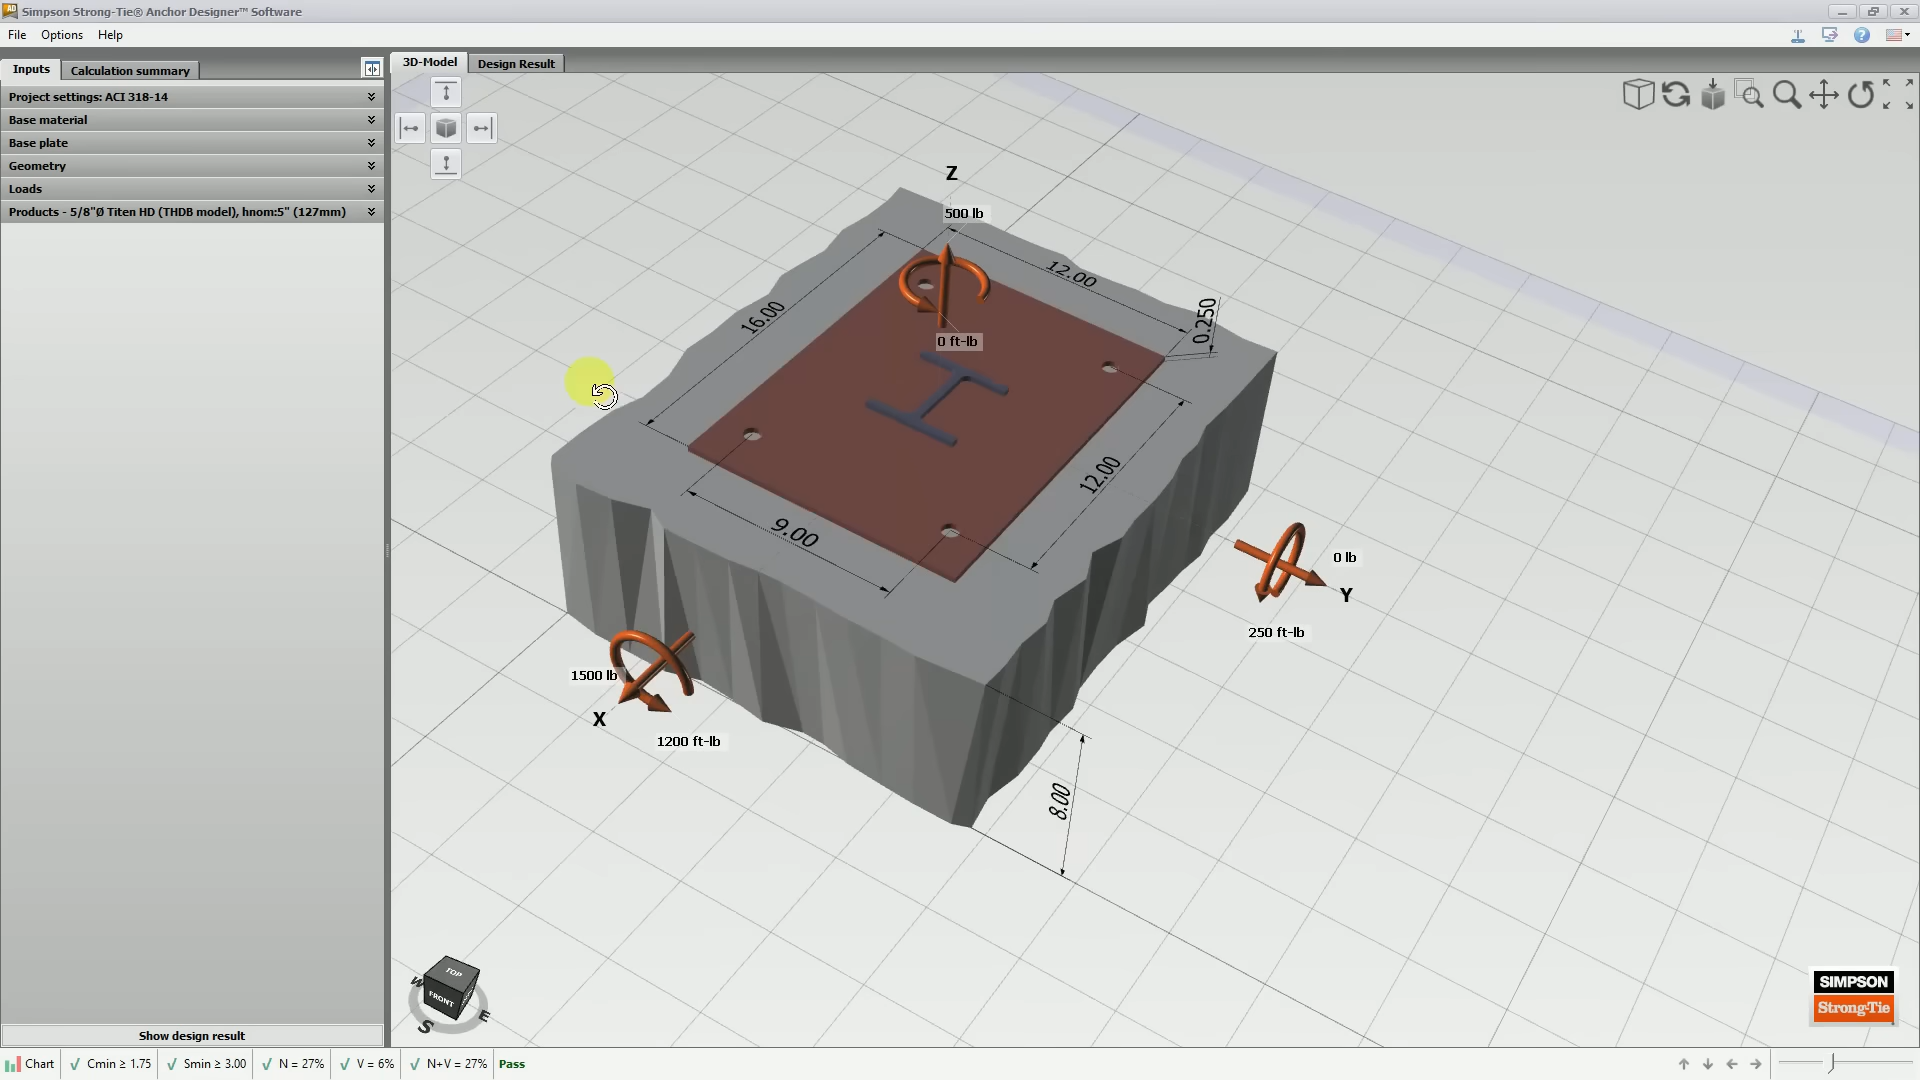 Simpson Strong-Tie® Anchor Designer™ Software
File Options Help
Inputs
Calculation summary
Project settings: ACI 318-14
Base material
Base plate
Geometry
Loads
Products - 5/8"Ø Titen HD (THDB model), hnom:5" (127mm)
3D-Model
Design Result
Z
500 lb
12.00
16.00
0.250
0 ft-lb
12.00
9.00
0 lb
Y
250 ft-lb
1500 lb
X
1200 ft-lb
8.00
TOP
FRONT
W
S
E
SIMPSON
Strong-Tie
Show design result
Chart
Cmin ≥ 1.75
Smin ≥ 3.00
N = 27%
V = 6%
N+V = 27%
Pass